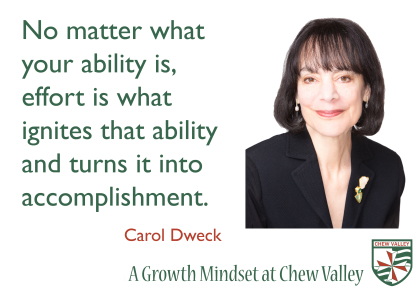 No matter what
your ability is,
effort is what
ignites that ability
and turns it into
accomplishment.
Carol Dweck
A Growth Mindset at Chew Valley
CHEW VALLEY